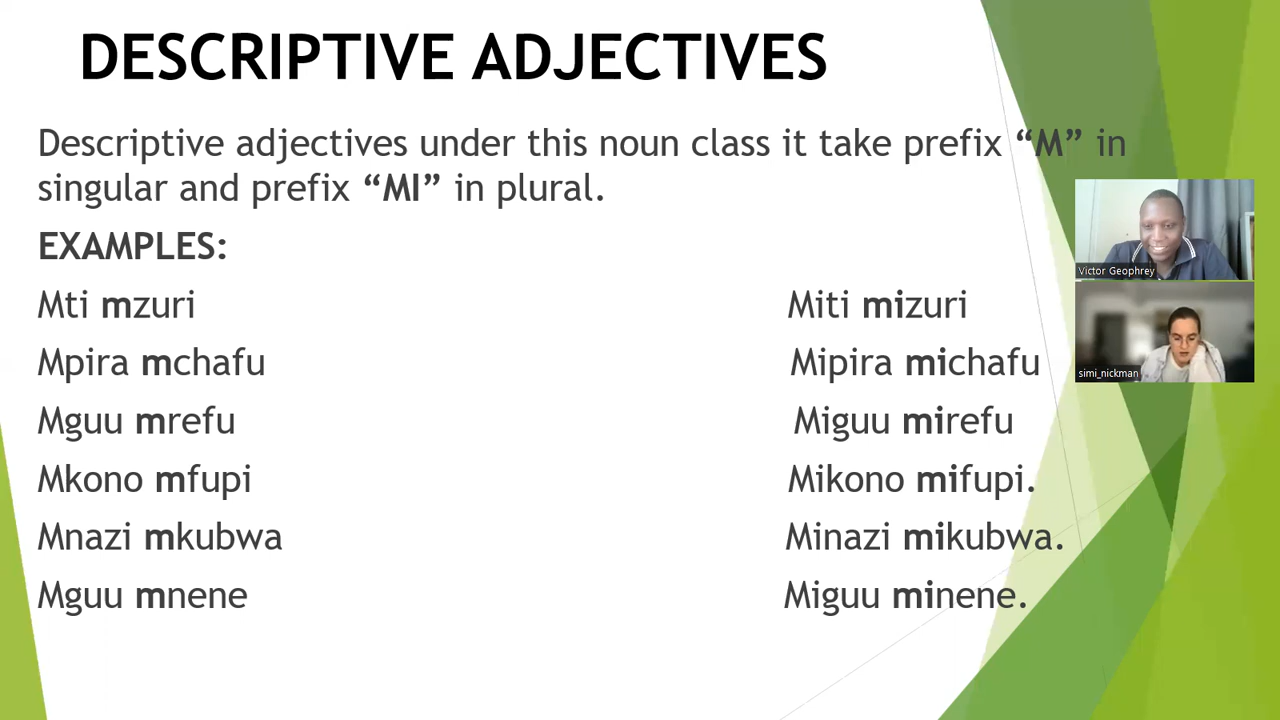 DESCRIPTIVE ADJECTIVES
Descriptive adjectives under this noun class it take prefix “M” in
singular and prefix “MI” in plural.
EXAMPLES:
Mti mzuri Miti mizuri
Mpira mchafu Mipira michafu
Mguu mrefu Miguu mirefu
Mkono mfupi Mikono mifupi.
Mnazi mkubwa Minazi mikubwa.
Mguu mnene Miguu minene.
Victor Geophrey
simi_nickman